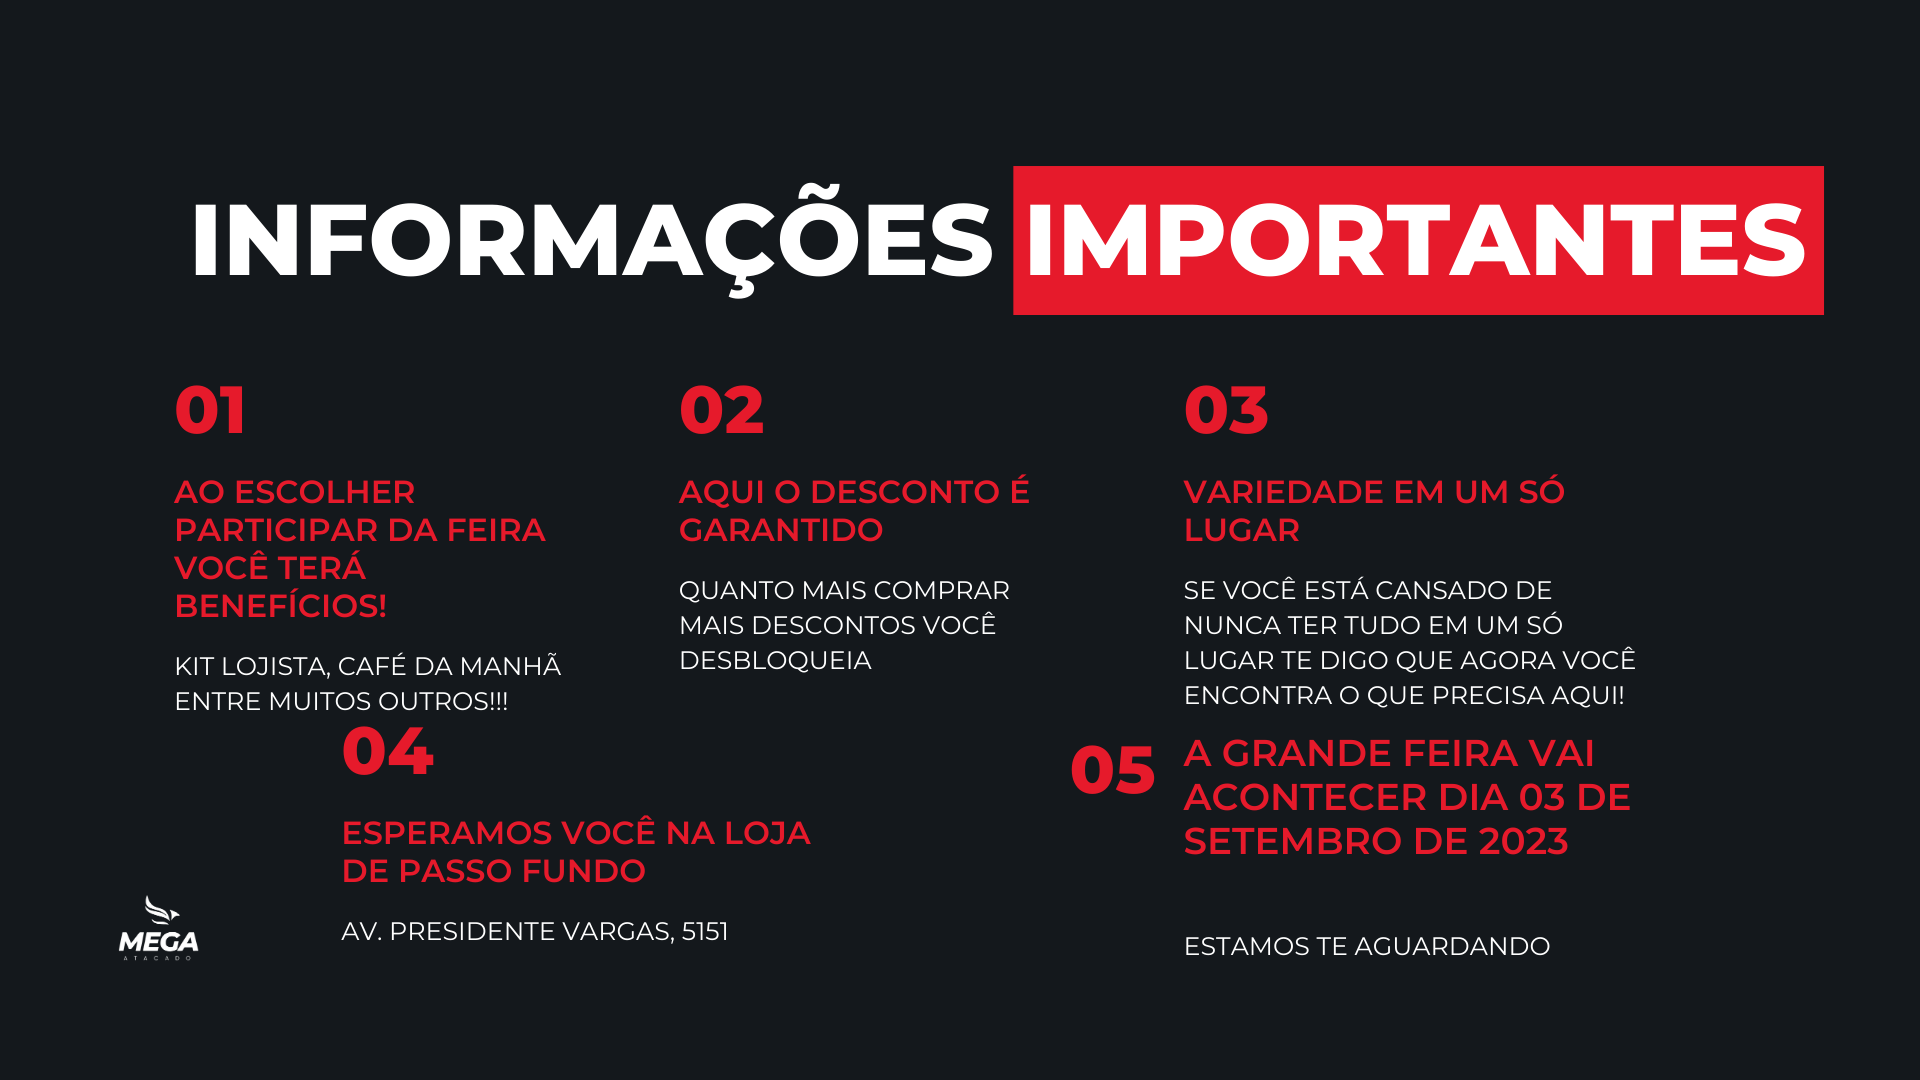 INFORMAÇÕES IMPORTANTES
01
AO ESCOLHER
PARTICIPAR DA FEIRA
VOCÊ TERÁ
BENEFÍCIOS!
KIT LOJISTA, CAFÉ DA MANHÃ
ENTRE MUITOS OUTROS!!!
02
AQUI O DESCONTO É
GARANTIDO
QUANTO MAIS COMPRAR
MAIS DESCONTOS VOCÊ
DESBLOQUEIA
03
VARIEDADE EM UM SÓ
LUGAR
SE VOCÊ ESTÁ CANSADO DE
NUNCA TER TUDO EM UM SÓ
LUGAR TE DIGO QUE AGORA VOCÊ
ENCONTRA O QUE PRECISA AQUI!
04
ESPERAMOS VOCÊ NA LOJA
DE PASSO FUNDO
AV. PRESIDENTE VARGAS, 5151
05
A GRANDE FEIRA VAI
ACONTECER DIA 03 DE
SETEMBRO DE 2023
ESTAMOS TE AGUARDANDO
MEGA
ATACADO